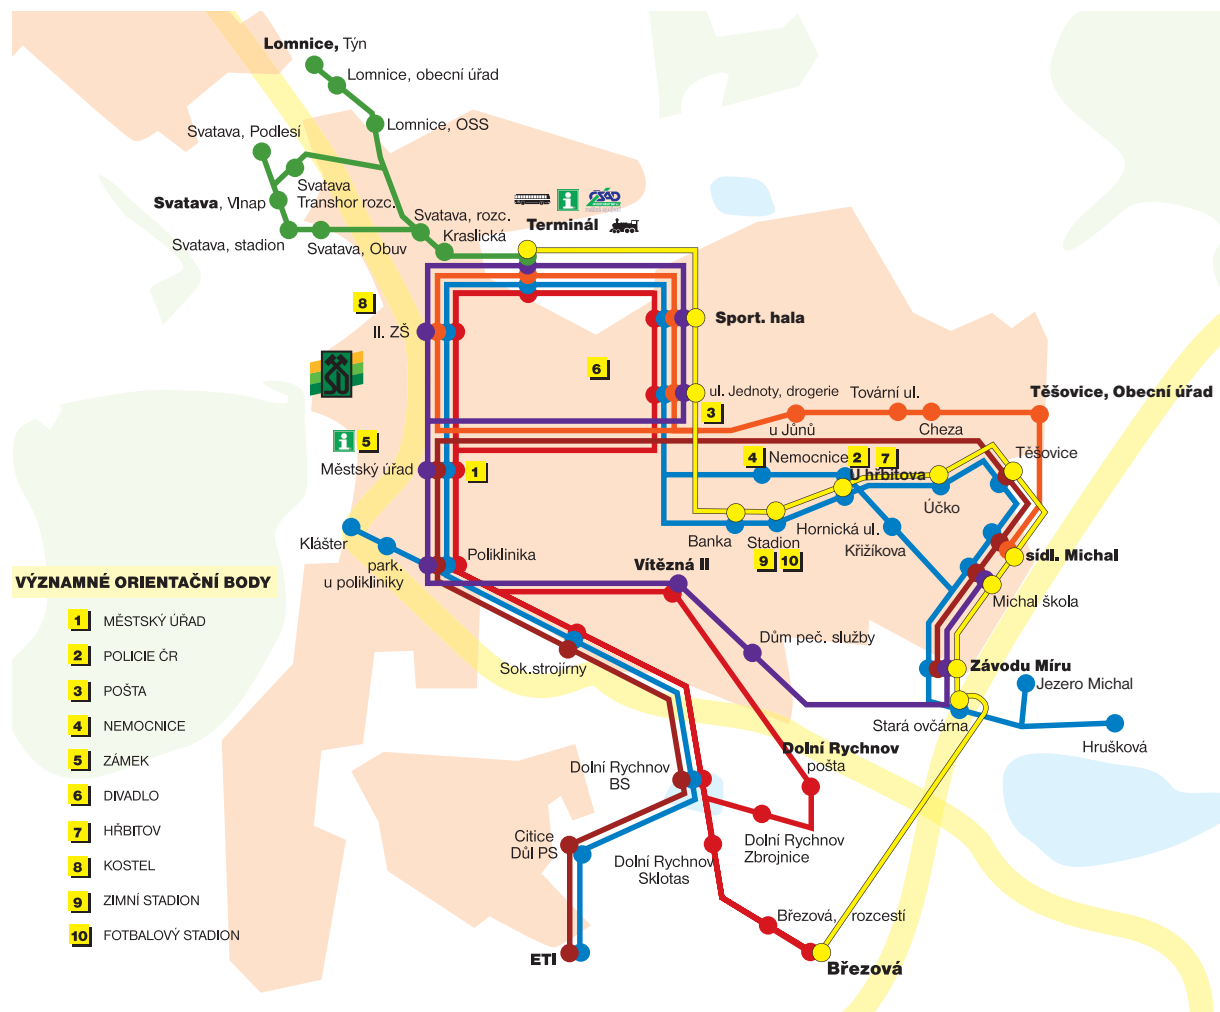 Lomnice, Týn
Lomnice, obecní úřad
Lomnice, OSS
Svatava, Podlesí
Svatava
Transhor rozc.
Svatava, Vlnap
Svatava, rozc.
Kraslická
Svatava, stadion
Svatava, Obuv
i
ČSAD
Terminál
8
II. ZŠ
Sport. hala
6
ul. Jednoty, drogerie
3
Tovární ul.
Těšovice, Obecní úřad
u Jůnů
Cheza
i
5
Městský úřad
1
4
Nemocnice
2
7
U hřbitova
Těšovice
Účko
Klášter
park.
u polikliniky
Poliklinika
Banka
Stadion
9
10
Hornická ul.
Křižíkova
Vítězná II
sídl. Michal
Michal škola
Dům peč. služby
Sok.strojírny
Závodu Míru
Jezero Michal
Stará ovčárna
Hrušková
Dolní Rychnov
pošta
Dolní Rychnov
BS
Citice
Důl PS
Dolní Rychnov
Sklotas
Dolní Rychnov
Zbrojnice
Březová, rozcestí
ETI
Březová
VÝZNAMNÉ ORIENTAČNÍ BODY
1 MĚSTSKÝ ÚŘAD
2 POLICIE ČR
3 POŠTA
4 NEMOCNICE
5 ZÁMEK
6 DIVADLO
7 HŘBITOV
8 KOSTEL
9 ZIMNÍ STADION
10 FOTBALOVÝ STADION